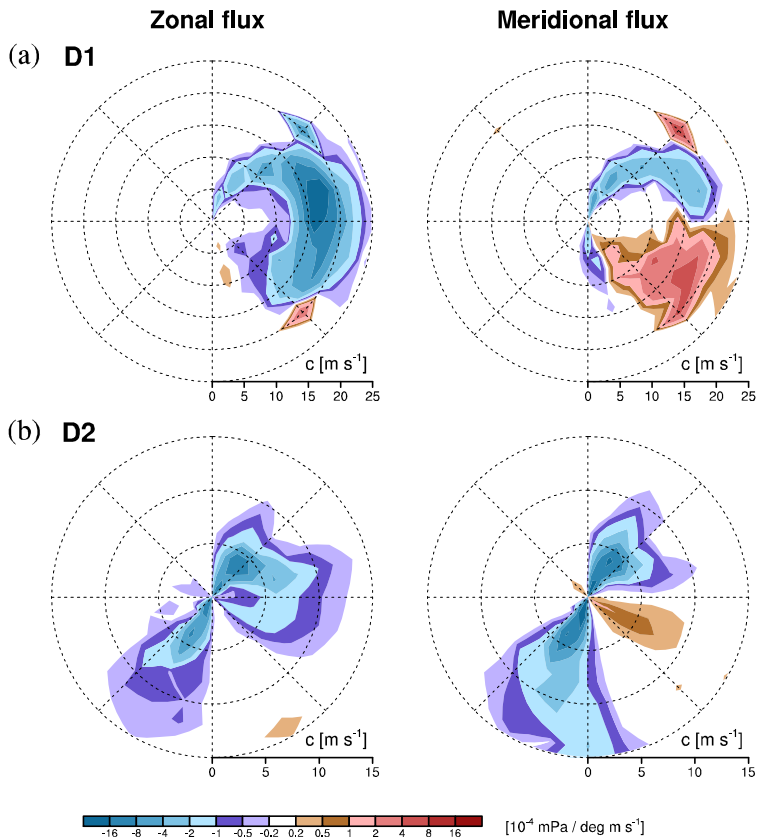 Zonal flux Meridional flux
(a) D1
c [m s-1] c [m s-1]
0 5 10 15 20 25 0 5 10 15 20 25
(b) D2
c [m s-1] c [m s-1]
0 5 10 15 0 5 10 15
-16 -8 -4 -2 -1 -0.5 -0.2 0.2 0.5 1 2 4 8 16 [10-4 mPa / deg m s-1]